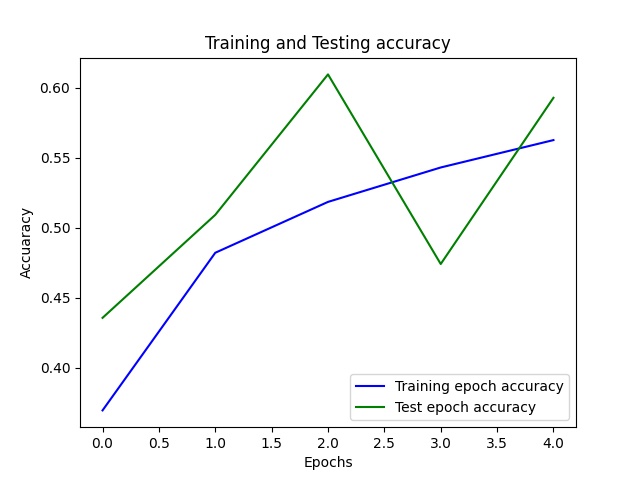 Training and Testing accuracy
0.60
0.55
0.50
0.45
0.40
Accuaracy
Training epoch accuracy
Test epoch accuracy
0.0 0.5 1.0 1.5 2.0 2.5 3.0 3.5 4.0
Epochs